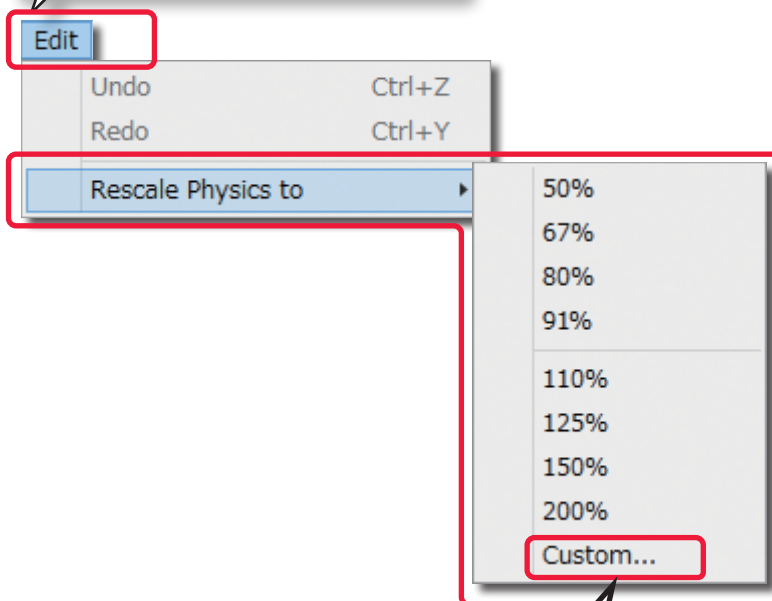 Edit
Undo Ctrl+Z
Redo Ctrl+Y
Rescale Physics to
50%
67%
80%
91%
110%
125%
150%
200%
Custom...